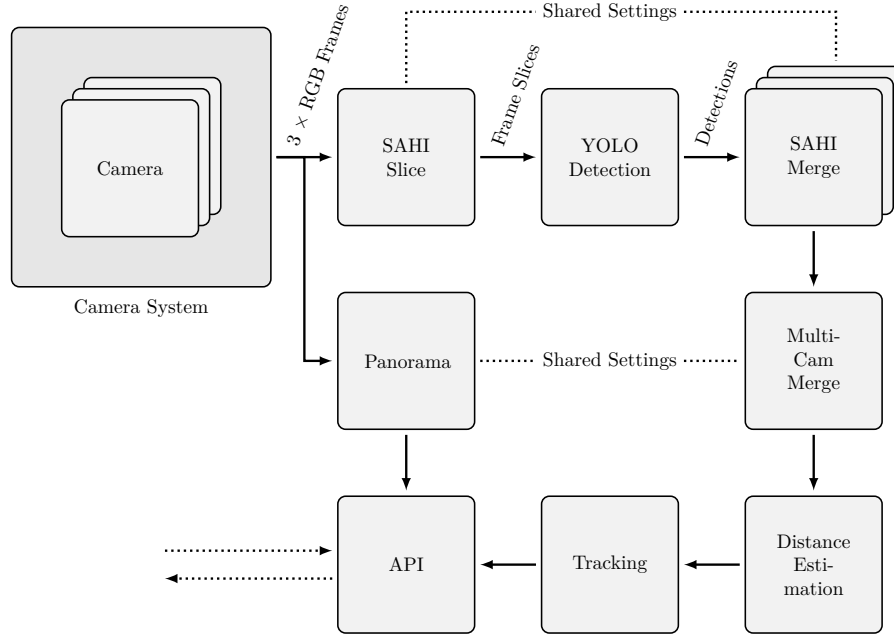 Shared Settings
3 × RGB Frames
Frame Slices
Detections
Camera
SAHI
Slice
YOLO
Detection
SAHI
Merge
Camera System
Panorama
Shared Settings
Multi-
Cam
Merge
API
Tracking
Distance
Esti-
mation